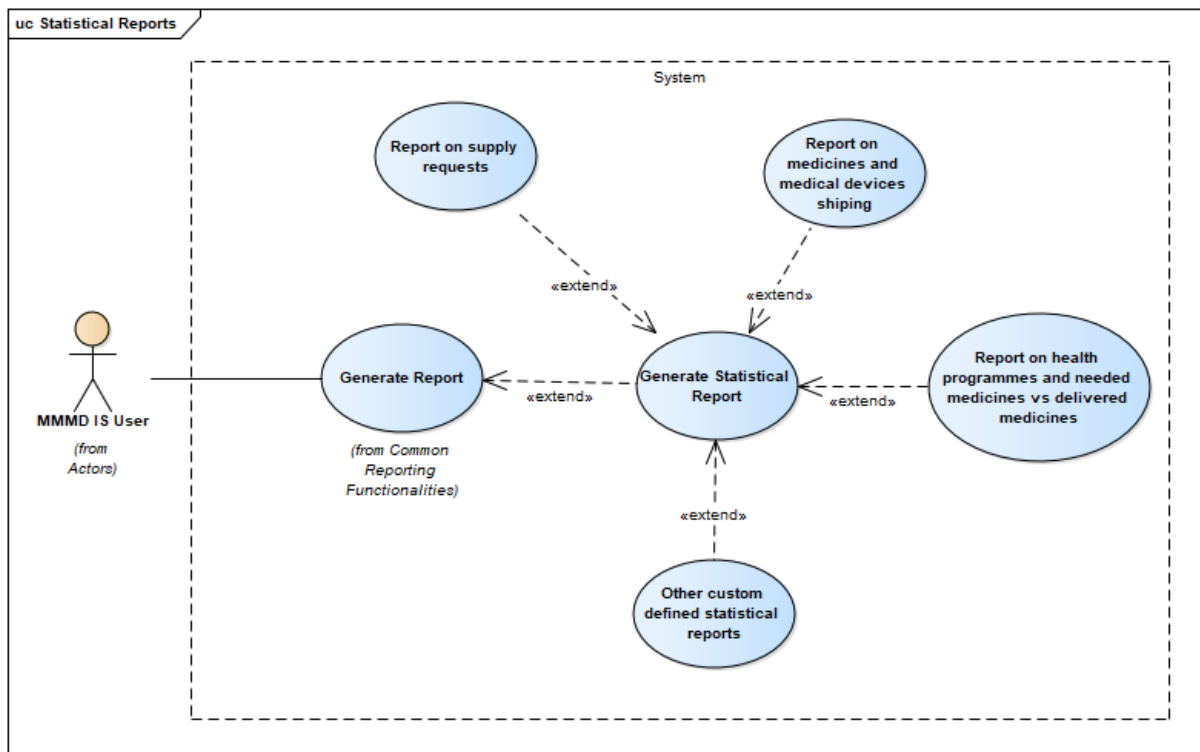 uc Statistical Reports
System
Report on supply
requests
Report on
medicines and
medical devices
shiping
«extend»
«extend»
MMMD IS User
(from
Actors)
Generate Report
(from Common
Reporting
Functionalities)
«extend»
Generate Statistical
Report
«extend»
Report on health
programmes and needed
medicines vs delivered
medicines
«extend»
Other custom
defined statistical
reports